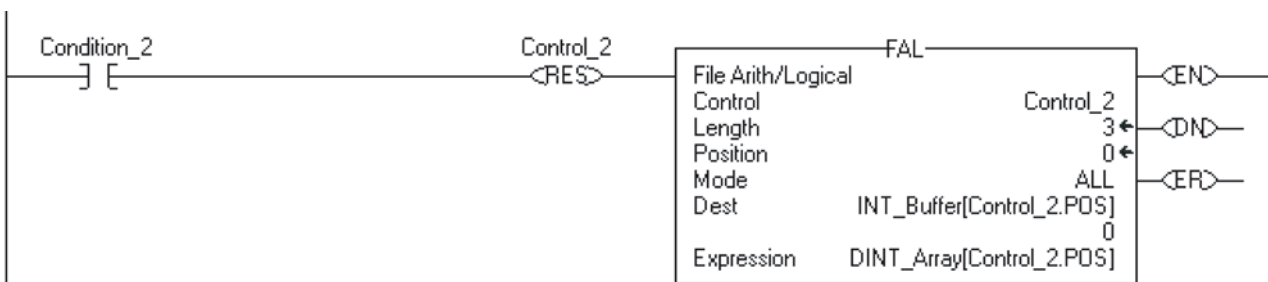 Condition_2
Control_2
RES
FAL
File Arith/Logical
Control Control_2
Length 3
Position 0
Mode ALL
Dest INT_Buffer[Control_2.POS]
0
Expression DINT_Array[Control_2.POS]
EN
DN
ER